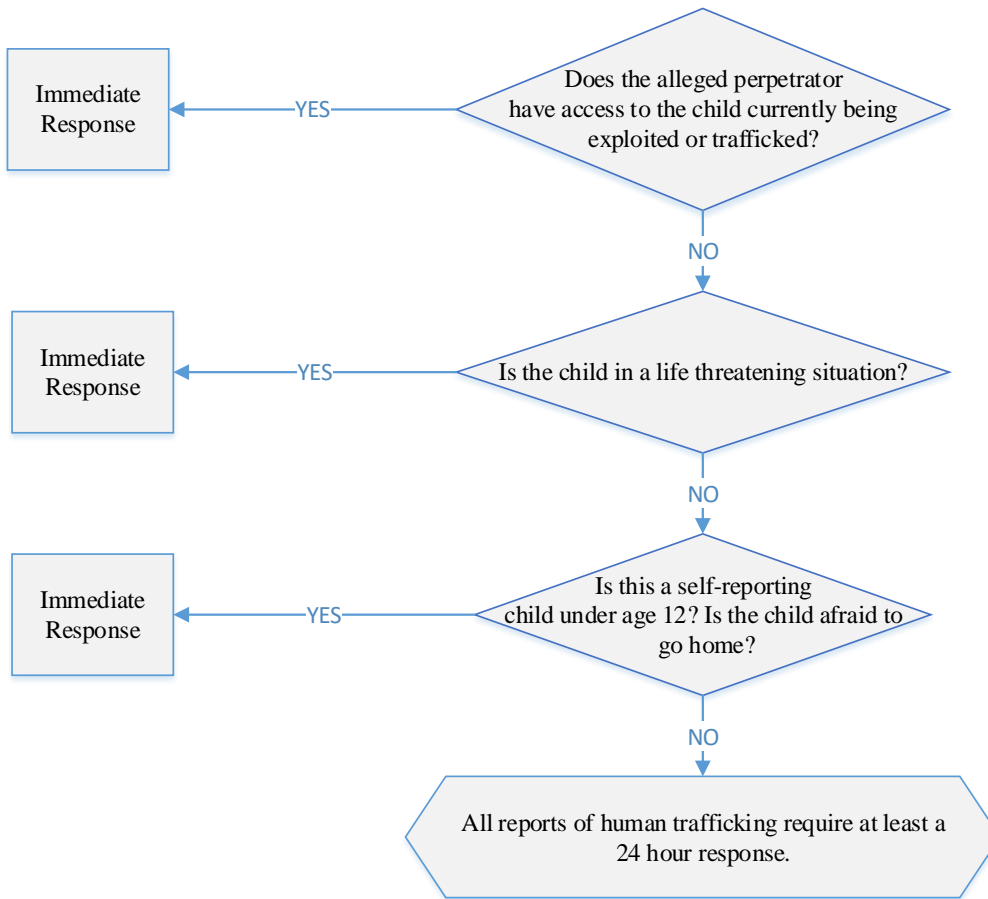 Does the alleged perpetrator
have access to the child currently being
exploited or trafficked?
YES
Immediate
Response
NO
Is the child in a life threatening situation?
YES
Immediate
Response
NO
Is this a self-reporting
child under age 12? Is the child afraid to
go home?
YES
Immediate
Response
NO
All reports of human trafficking require at least a
24 hour response.